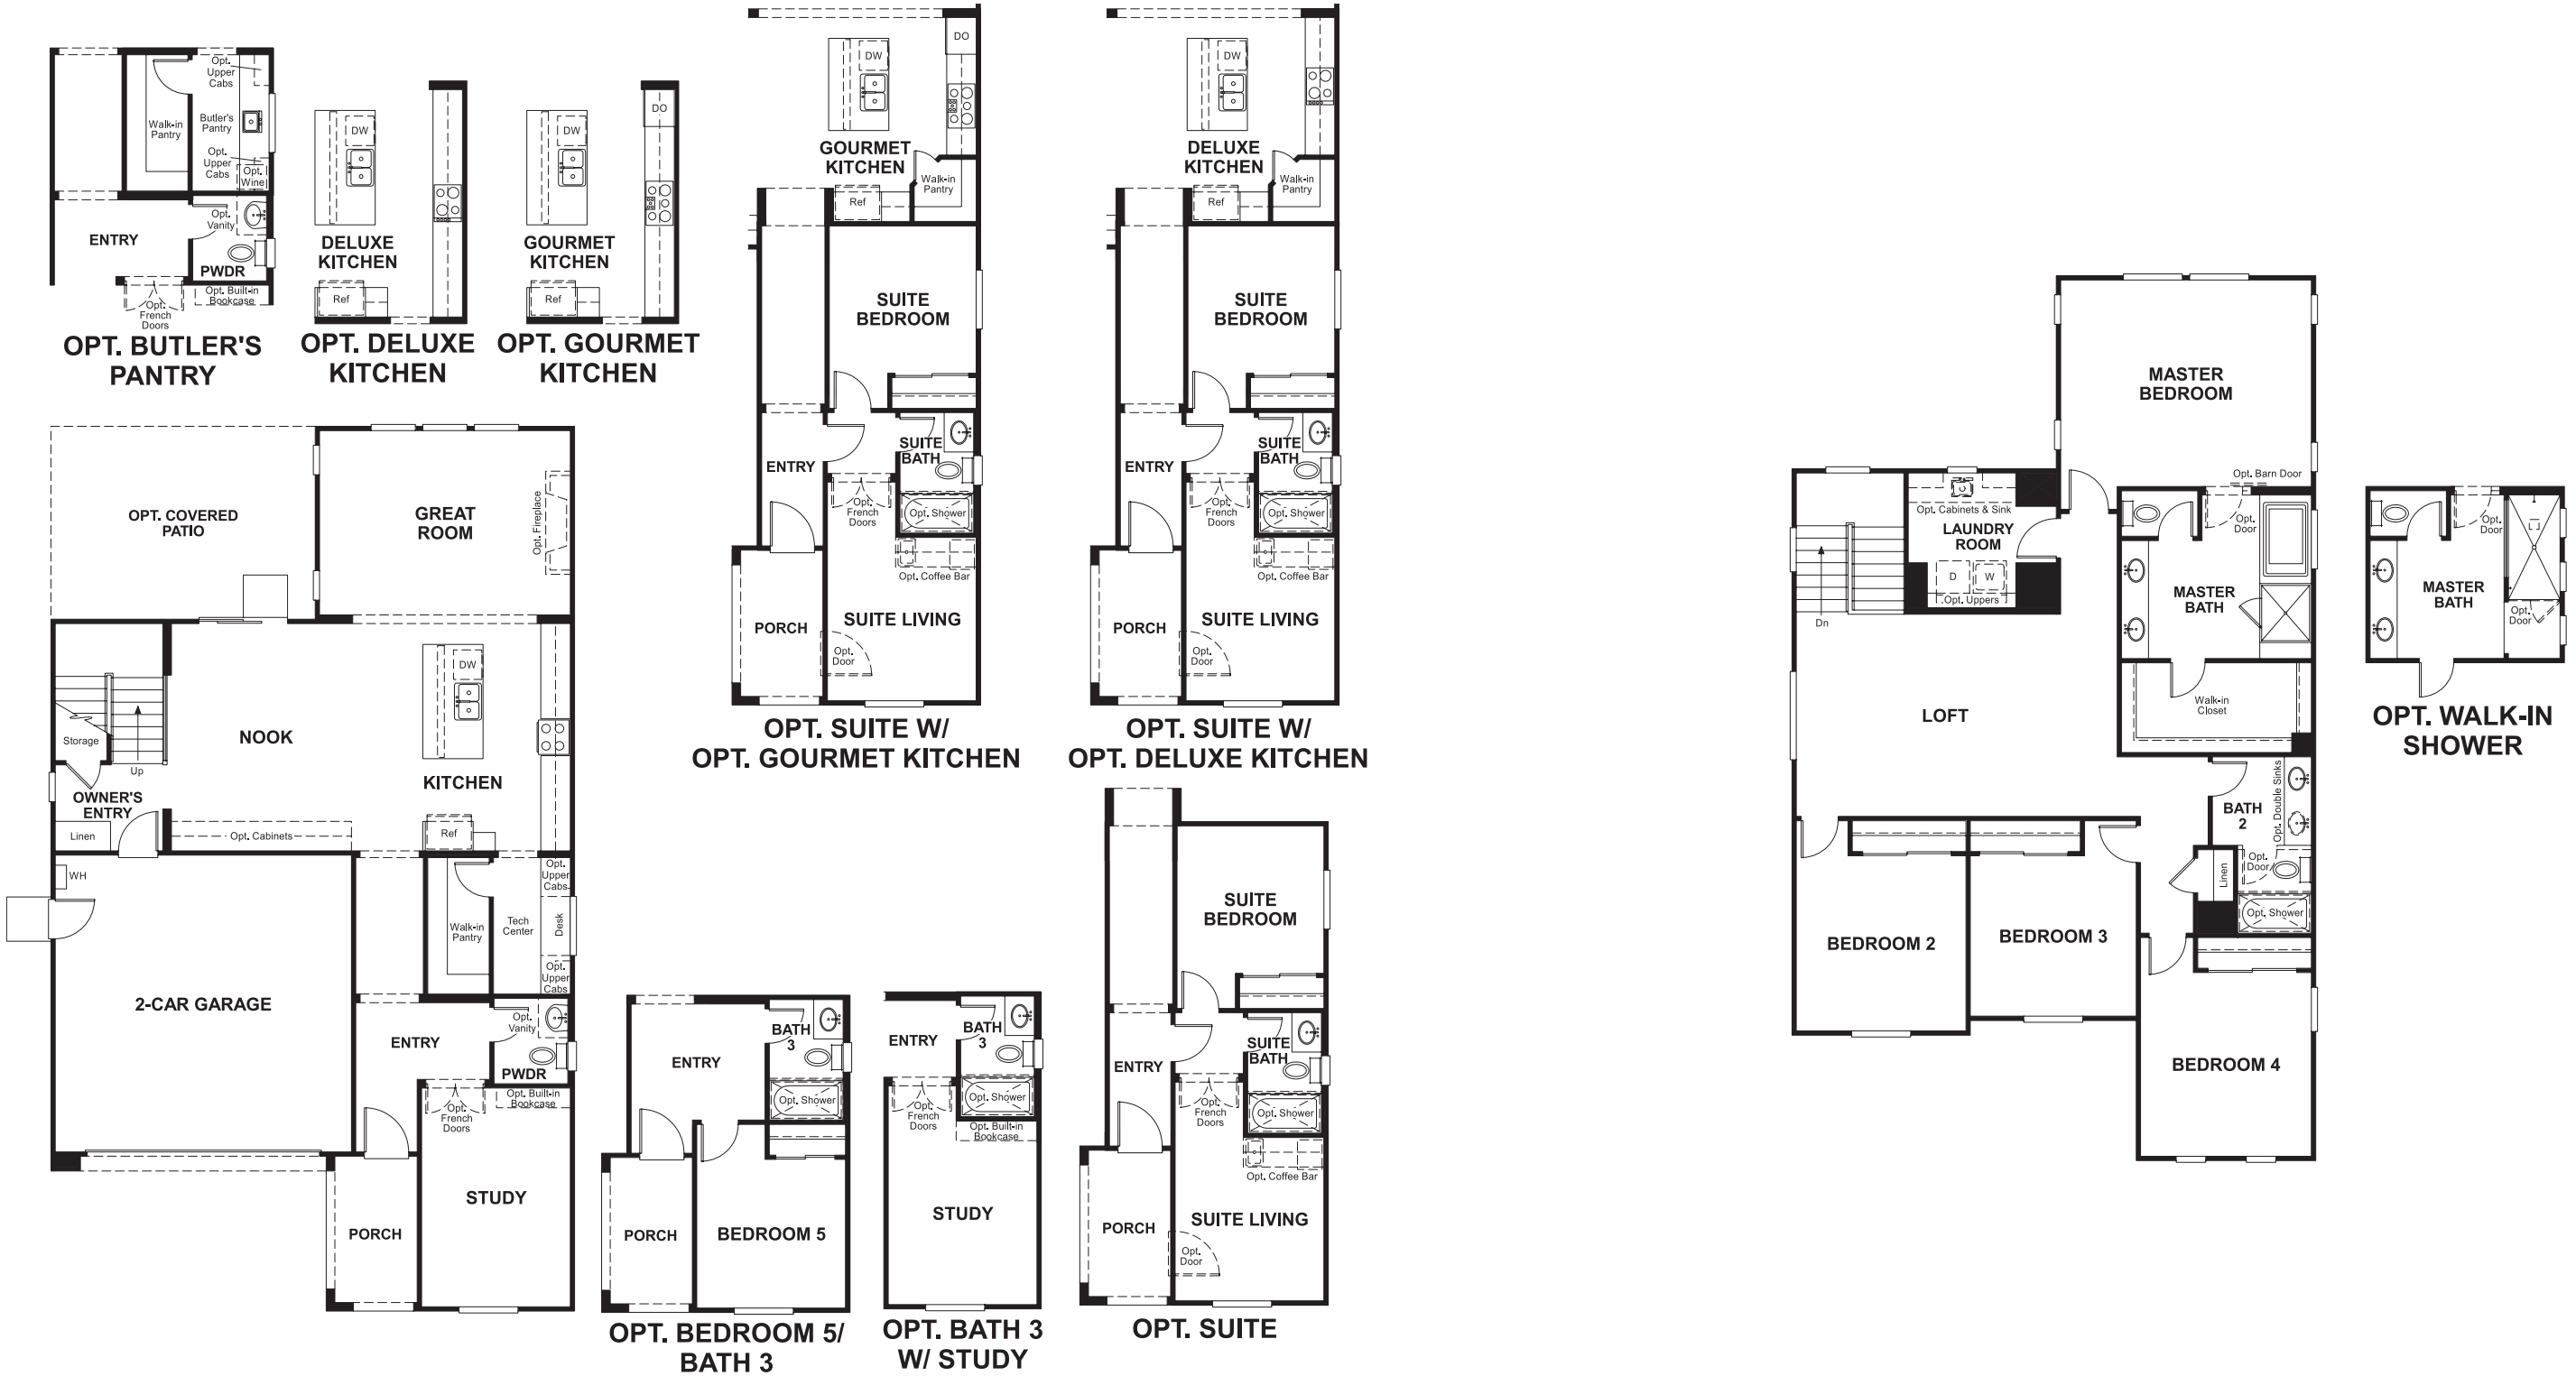 Opt.
Upper
Cabs
Walk-in
Pantry
Butler's
Pantry
Opt.
Upper
Cabs
Opt.
Wine
Opt.
Vanity
ENTRY
PWDR
Opt. Built-in
Bookcase
Opt.
French
Doors
OPT. BUTLER'S
PANTRY
DW
DELUXE
KITCHEN
Ref
OPT. DELUXE
KITCHEN
DO
DW
GOURMET
KITCHEN
Ref
OPT. GOURMET
KITCHEN
DO
DW
GOURMET
KITCHEN
Walk-in
Pantry
Ref
SUITE
BEDROOM
SUITE
BATH
ENTRY
Opt.
French
Doors
Opt. Shower
Opt. Coffee Bar
SUITE LIVING
PORCH
Opt.
Door
OPT. SUITE W/
OPT. GOURMET KITCHEN
DW
DELUXE
KITCHEN
Walk-in
Pantry
Ref
SUITE
BEDROOM
SUITE
BATH
ENTRY
Opt.
French
Doors
Opt. Shower
Opt. Coffee Bar
SUITE LIVING
PORCH
Opt.
Door
OPT. SUITE W/
OPT. DELUXE KITCHEN
OPT. COVERED
PATIO
GREAT
ROOM
Opt. Fireplace
DW
NOOK
KITCHEN
Storage
Up
OWNER'S
ENTRY
Linen
Opt. Cabinets
Ref
WH
Opt.
Upper
Cabs
Walk-in
Pantry
Tech
Center
Desk
Opt.
Upper
Cabs
2-CAR GARAGE
Opt.
Vanity
ENTRY
PWDR
Opt.
French
Doors
Opt. Built-in
Bookcase
STUDY
PORCH
BATH
3
ENTRY
Opt. Shower
PORCH
BEDROOM 5
OPT. BEDROOM 5/
BATH 3
BATH
3
ENTRY
Opt.
French
Doors
Opt. Shower
Opt. Built-in
Bookcase
STUDY
OPT. BATH 3
W/ STUDY
SUITE
BEDROOM
SUITE
BATH
ENTRY
Opt.
French
Doors
Opt. Shower
Opt. Coffee Bar
SUITE LIVING
PORCH
Opt.
Door
OPT. SUITE
MASTER
BEDROOM
Opt. Barn Door
Opt. Cabinets & Sink
LAUNDRY
ROOM
D
W
Opt. Uppers
Dn
Opt.
Door
MASTER
BATH
Walk-in
Closet
LOFT
BATH
2
Opt. Double Sinks
Opt.
Door
Linen
Opt. Shower
BEDROOM 2
BEDROOM 3
BEDROOM 4
Opt.
Door
MASTER
BATH
Opt.
Door
OPT. WALK-IN
SHOWER